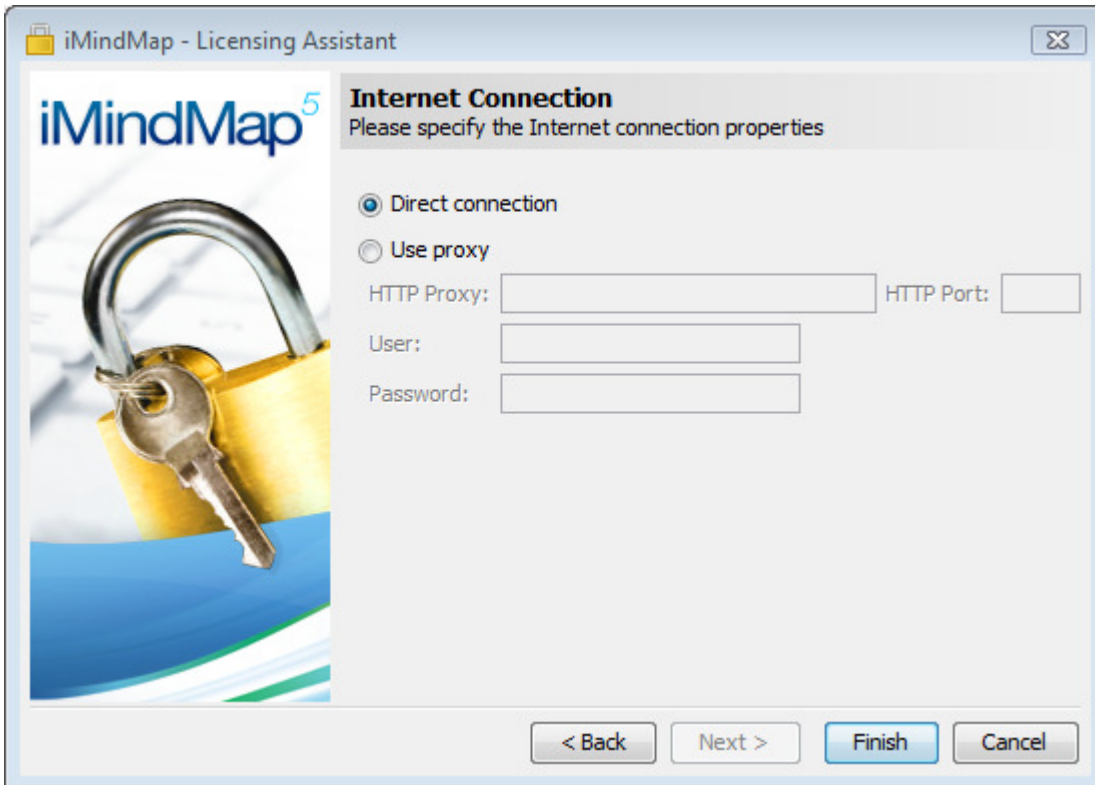 iMindMap - Licensing Assistant
iMindMap5
Internet Connection
Please specify the Internet connection properties
Direct connection
Use proxy
HTTP Proxy: HTTP Port:
User:
Password:
< Back Next > Finish Cancel